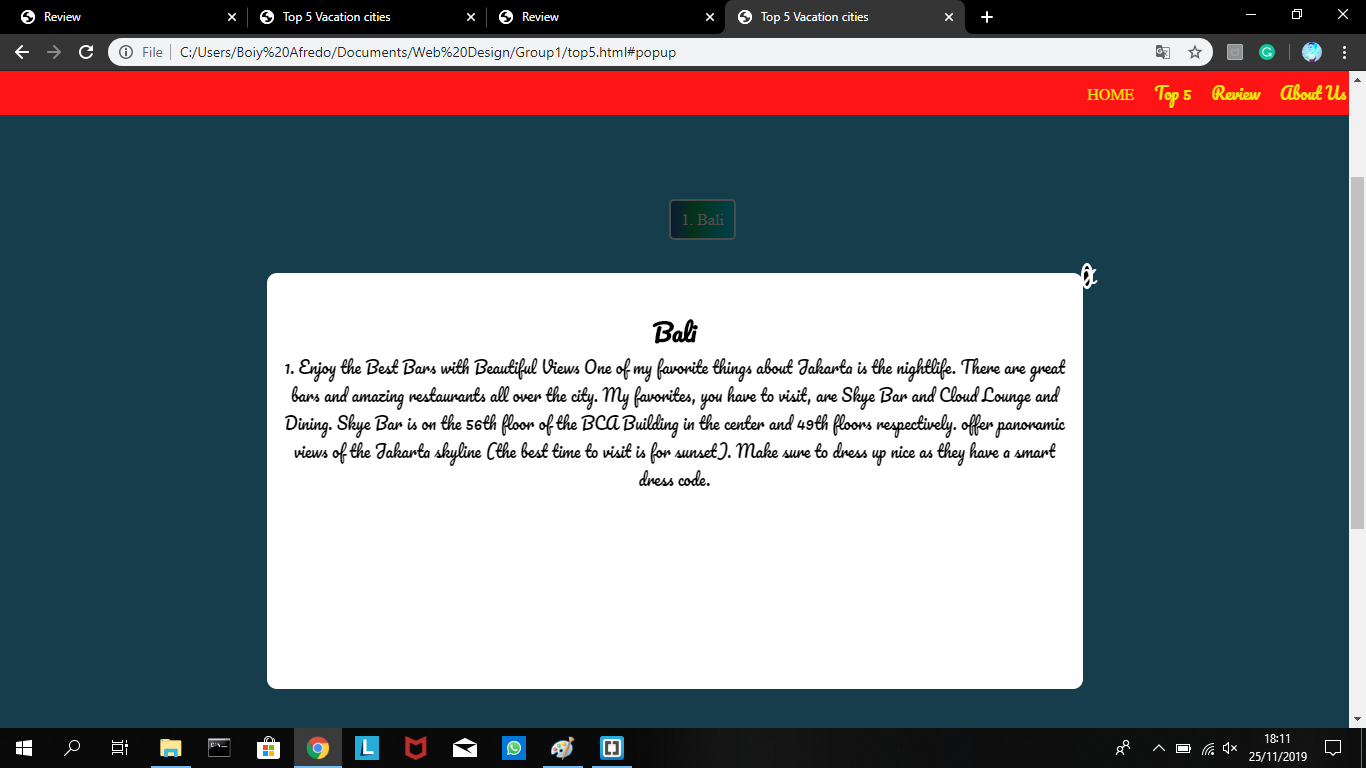 Review
Top 5 Vacation cities
Review
Top 5 Vacation cities
File C:/Users/Boiy%20Afredo/Documents/Web%20Design/Group1/top5.html#popup
HOME Top 5 Review About Us
1. Bali
Bali
1. Enjoy the Best Bars with Beautiful Views One of my favorite things about Jakarta is the nightlife. There are great
bars and amazing restaurants all over the city. My favorites, you have to visit, are Skye Bar and Cloud Lounge and
Dining. Skye Bar is on the 56th floor of the BCA Building in the center and 49th floors respectively. offer panoramic
views of the Jakarta skyline (the best time to visit is for sunset). Make sure to dress up nice as they have a smart
dress code.
18:11
25/11/2019